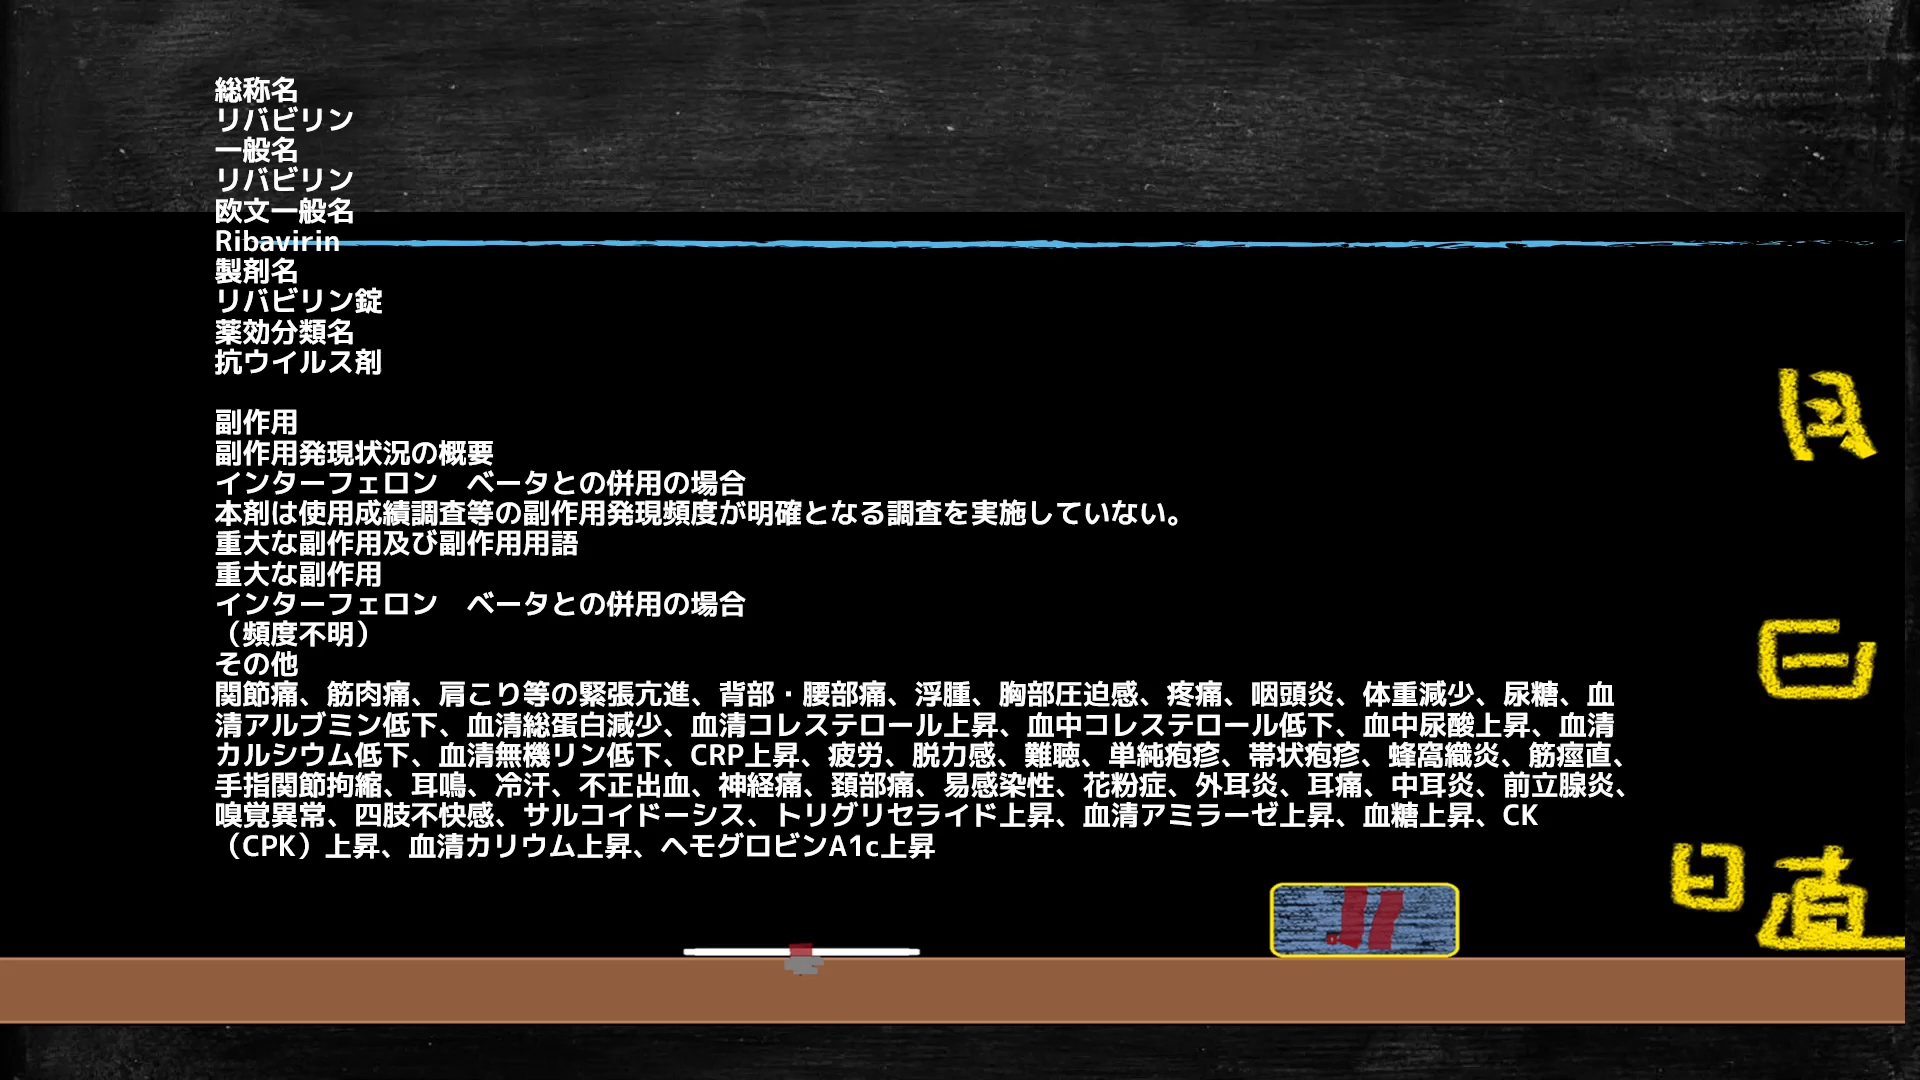 総称名
リバビリン
一般名
リバビリン
欧文一般名
Ribavirin
製剤名
リバビリン錠
薬効分類名
抗ウイルス剤
副作用
副作用発現状況の概要
インターフェロン　ベータとの併用の場合
本剤は使用成績調査等の副作用発現頻度が明確となる調査を実施していない。
重大な副作用及び副作用用語
重大な副作用
インターフェロン　ベータとの併用の場合
（頻度不明）
その他
関節痛、筋肉痛、肩こり等の緊張亢進、背部・腰部痛、浮腫、胸部圧迫感、疼痛、咽頭炎、体重減少、尿糖、血
清アルブミン低下、血清総蛋白減少、血清コレステロール上昇、血中コレステロール低下、血中尿酸上昇、血清
カルシウム低下、血清無機リン低下、CRP上昇、疲労、脱力感、難聴、単純疱疹、帯状疱疹、蜂窩織炎、筋痙直、
手指関節拘縮、耳鳴、冷汗、不正出血、神経痛、頚部痛、易感染性、花粉症、外耳炎、耳痛、中耳炎、前立腺炎、
嗅覚異常、四肢不快感、サルコイドーシス、トリグリセライド上昇、血清アミラーゼ上昇、血糖上昇、CK
（CPK）上昇、血清カリウム上昇、ヘモグロビンA1c上昇
日
直